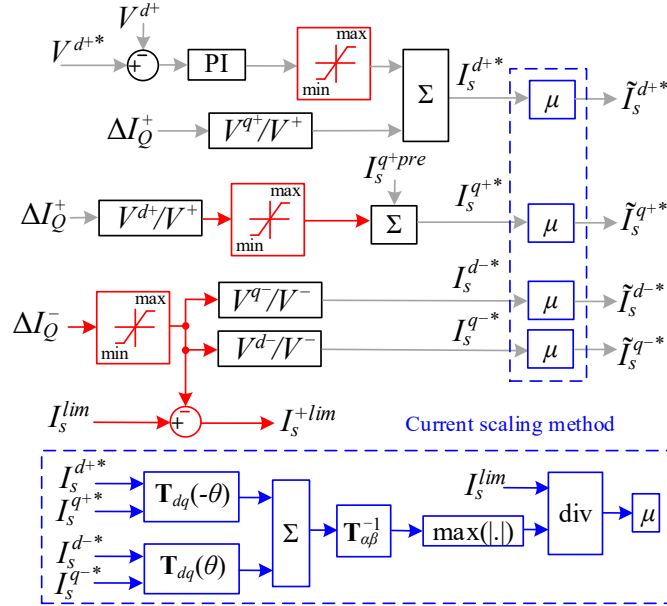 V^{d+}
V^{d+*} + − PI max min Σ I_s^{d+*} μ Ĩ_s^{d+*}
ΔI_Q^+ V^{q+}/V^+
I_s^{q+pre}
ΔI_Q^+ V^{d+}/V^+ max min Σ I_s^{q+*} μ Ĩ_s^{q+*}
ΔI_Q^- max min V^{q−}/V^- I_s^{d−*} μ Ĩ_s^{d−*}
V^{d−}/V^- I_s^{q−*} μ Ĩ_s^{q−*}
I_s^{lim} + − I_s^{+lim}
Current scaling method
I_s^{d+*} I_s^{q+*} T_{dq}(-θ)
I_s^{d−*} I_s^{q−*} T_{dq}(θ)
Σ T_{αβ}^{-1} max(|.|) I_s^{lim} div μ